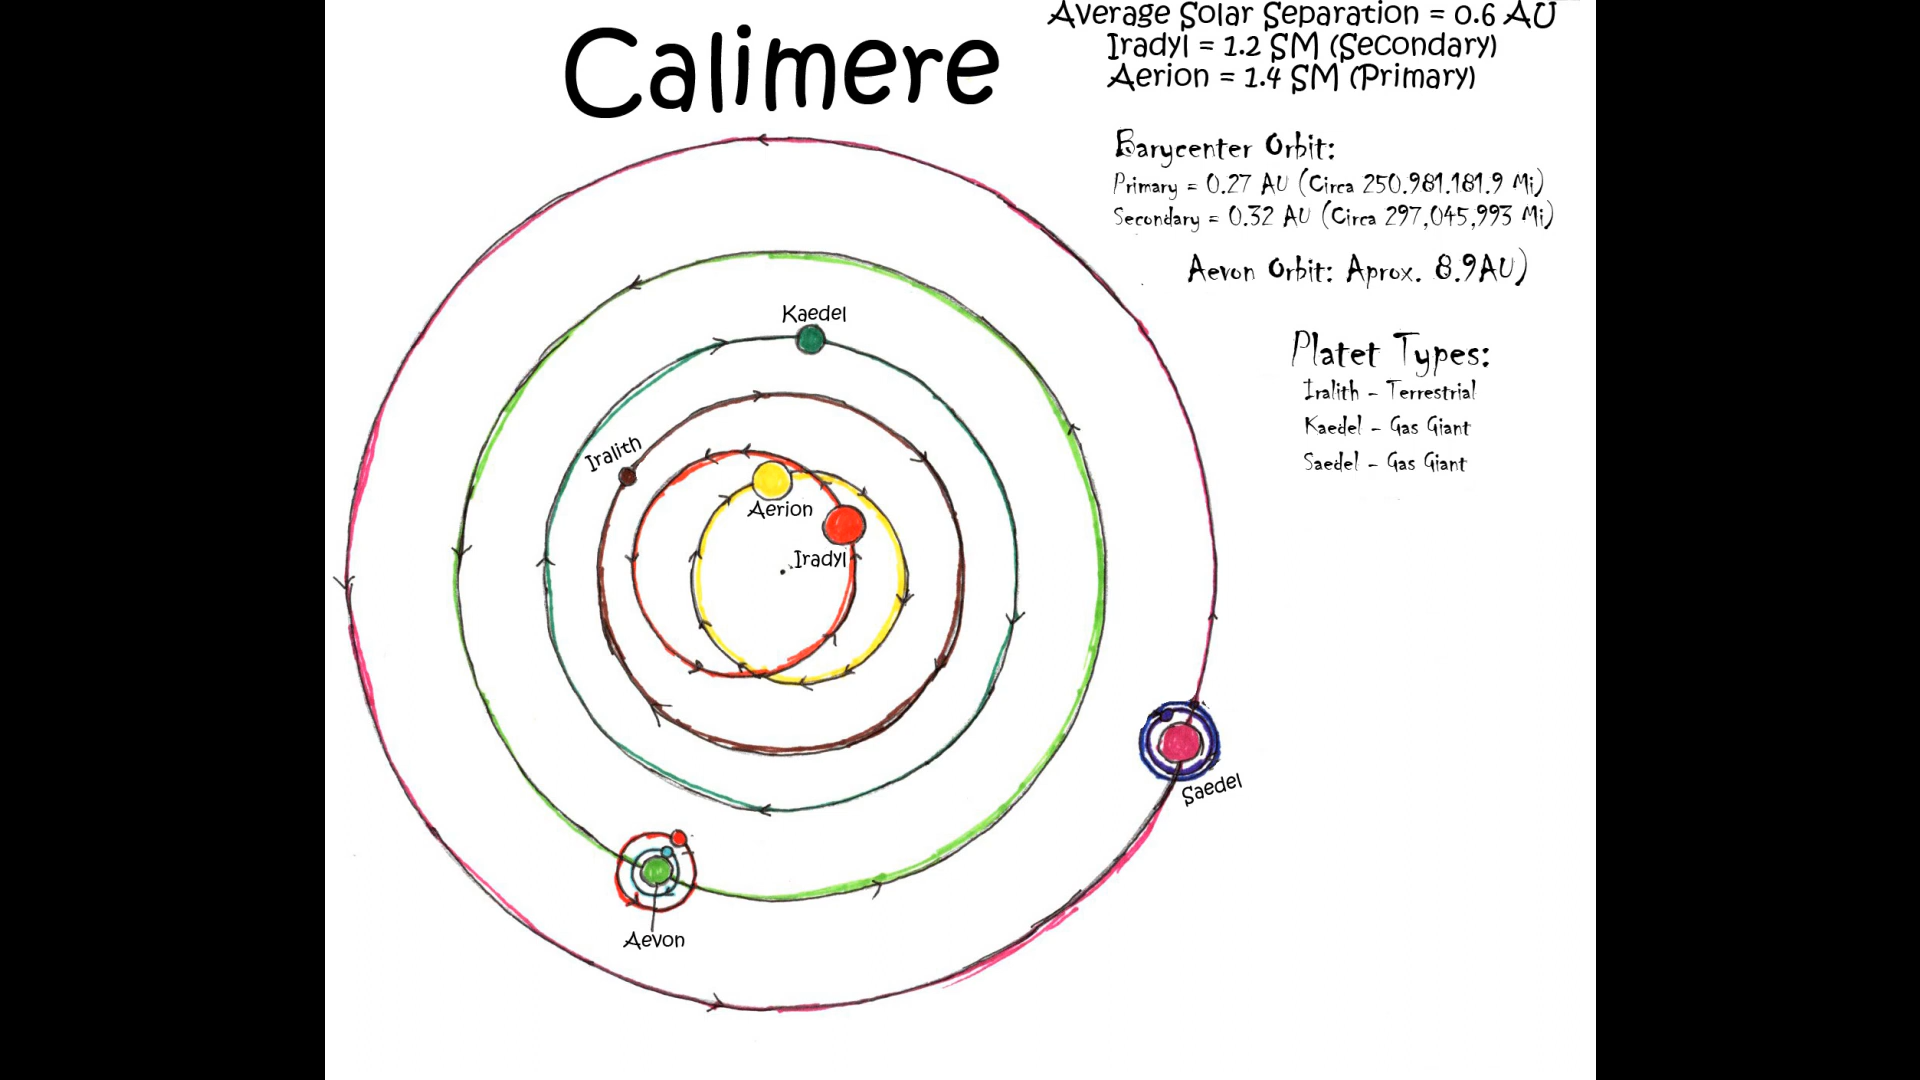 Calimere
Average Solar Separation = 0.6 AU
Iradyl = 1.2 SM (Secondary)
Aerion = 1.4 SM (Primary)
Barycenter Orbit:
Primary = 0.27 AU (Circa 250.981.181.9 Mi)
Secondary = 0.32 AU (Circa 297,045,993 Mi)
Aevon Orbit: Aprox. 8.9AU)
Platet Types:
Iralith - Terrestrial
Kaedel - Gas Giant
Saedel - Gas Giant
Kaedel
Iralith
Aerion
Iradyl
Saedel
Aevon